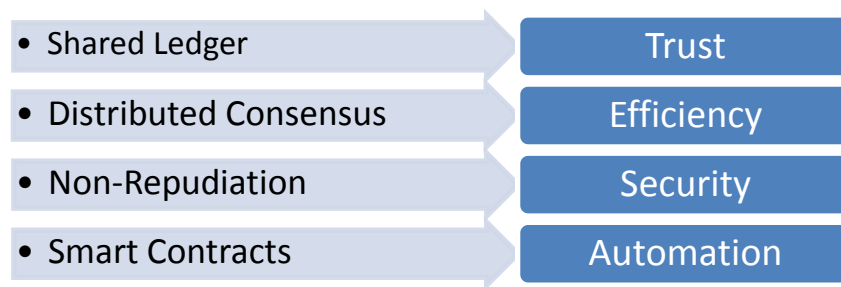 • Shared Ledger
Trust
• Distributed Consensus
Efficiency
• Non-Repudiation
Security
• Smart Contracts
Automation